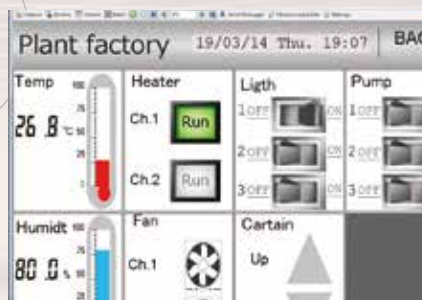 Plant factory 19/03/14 Thu. 19:07 BAC
Temp
26.8 ℃
Heater
Ch.1 Run
Ch.2 Run
Ligth
1 OFF ON
2 OFF ON
3 OFF ON
Pump
1 OFF
2 OFF
3 OFF
Humidt
80.0 %
Fan
Ch.1
Cartain
Up